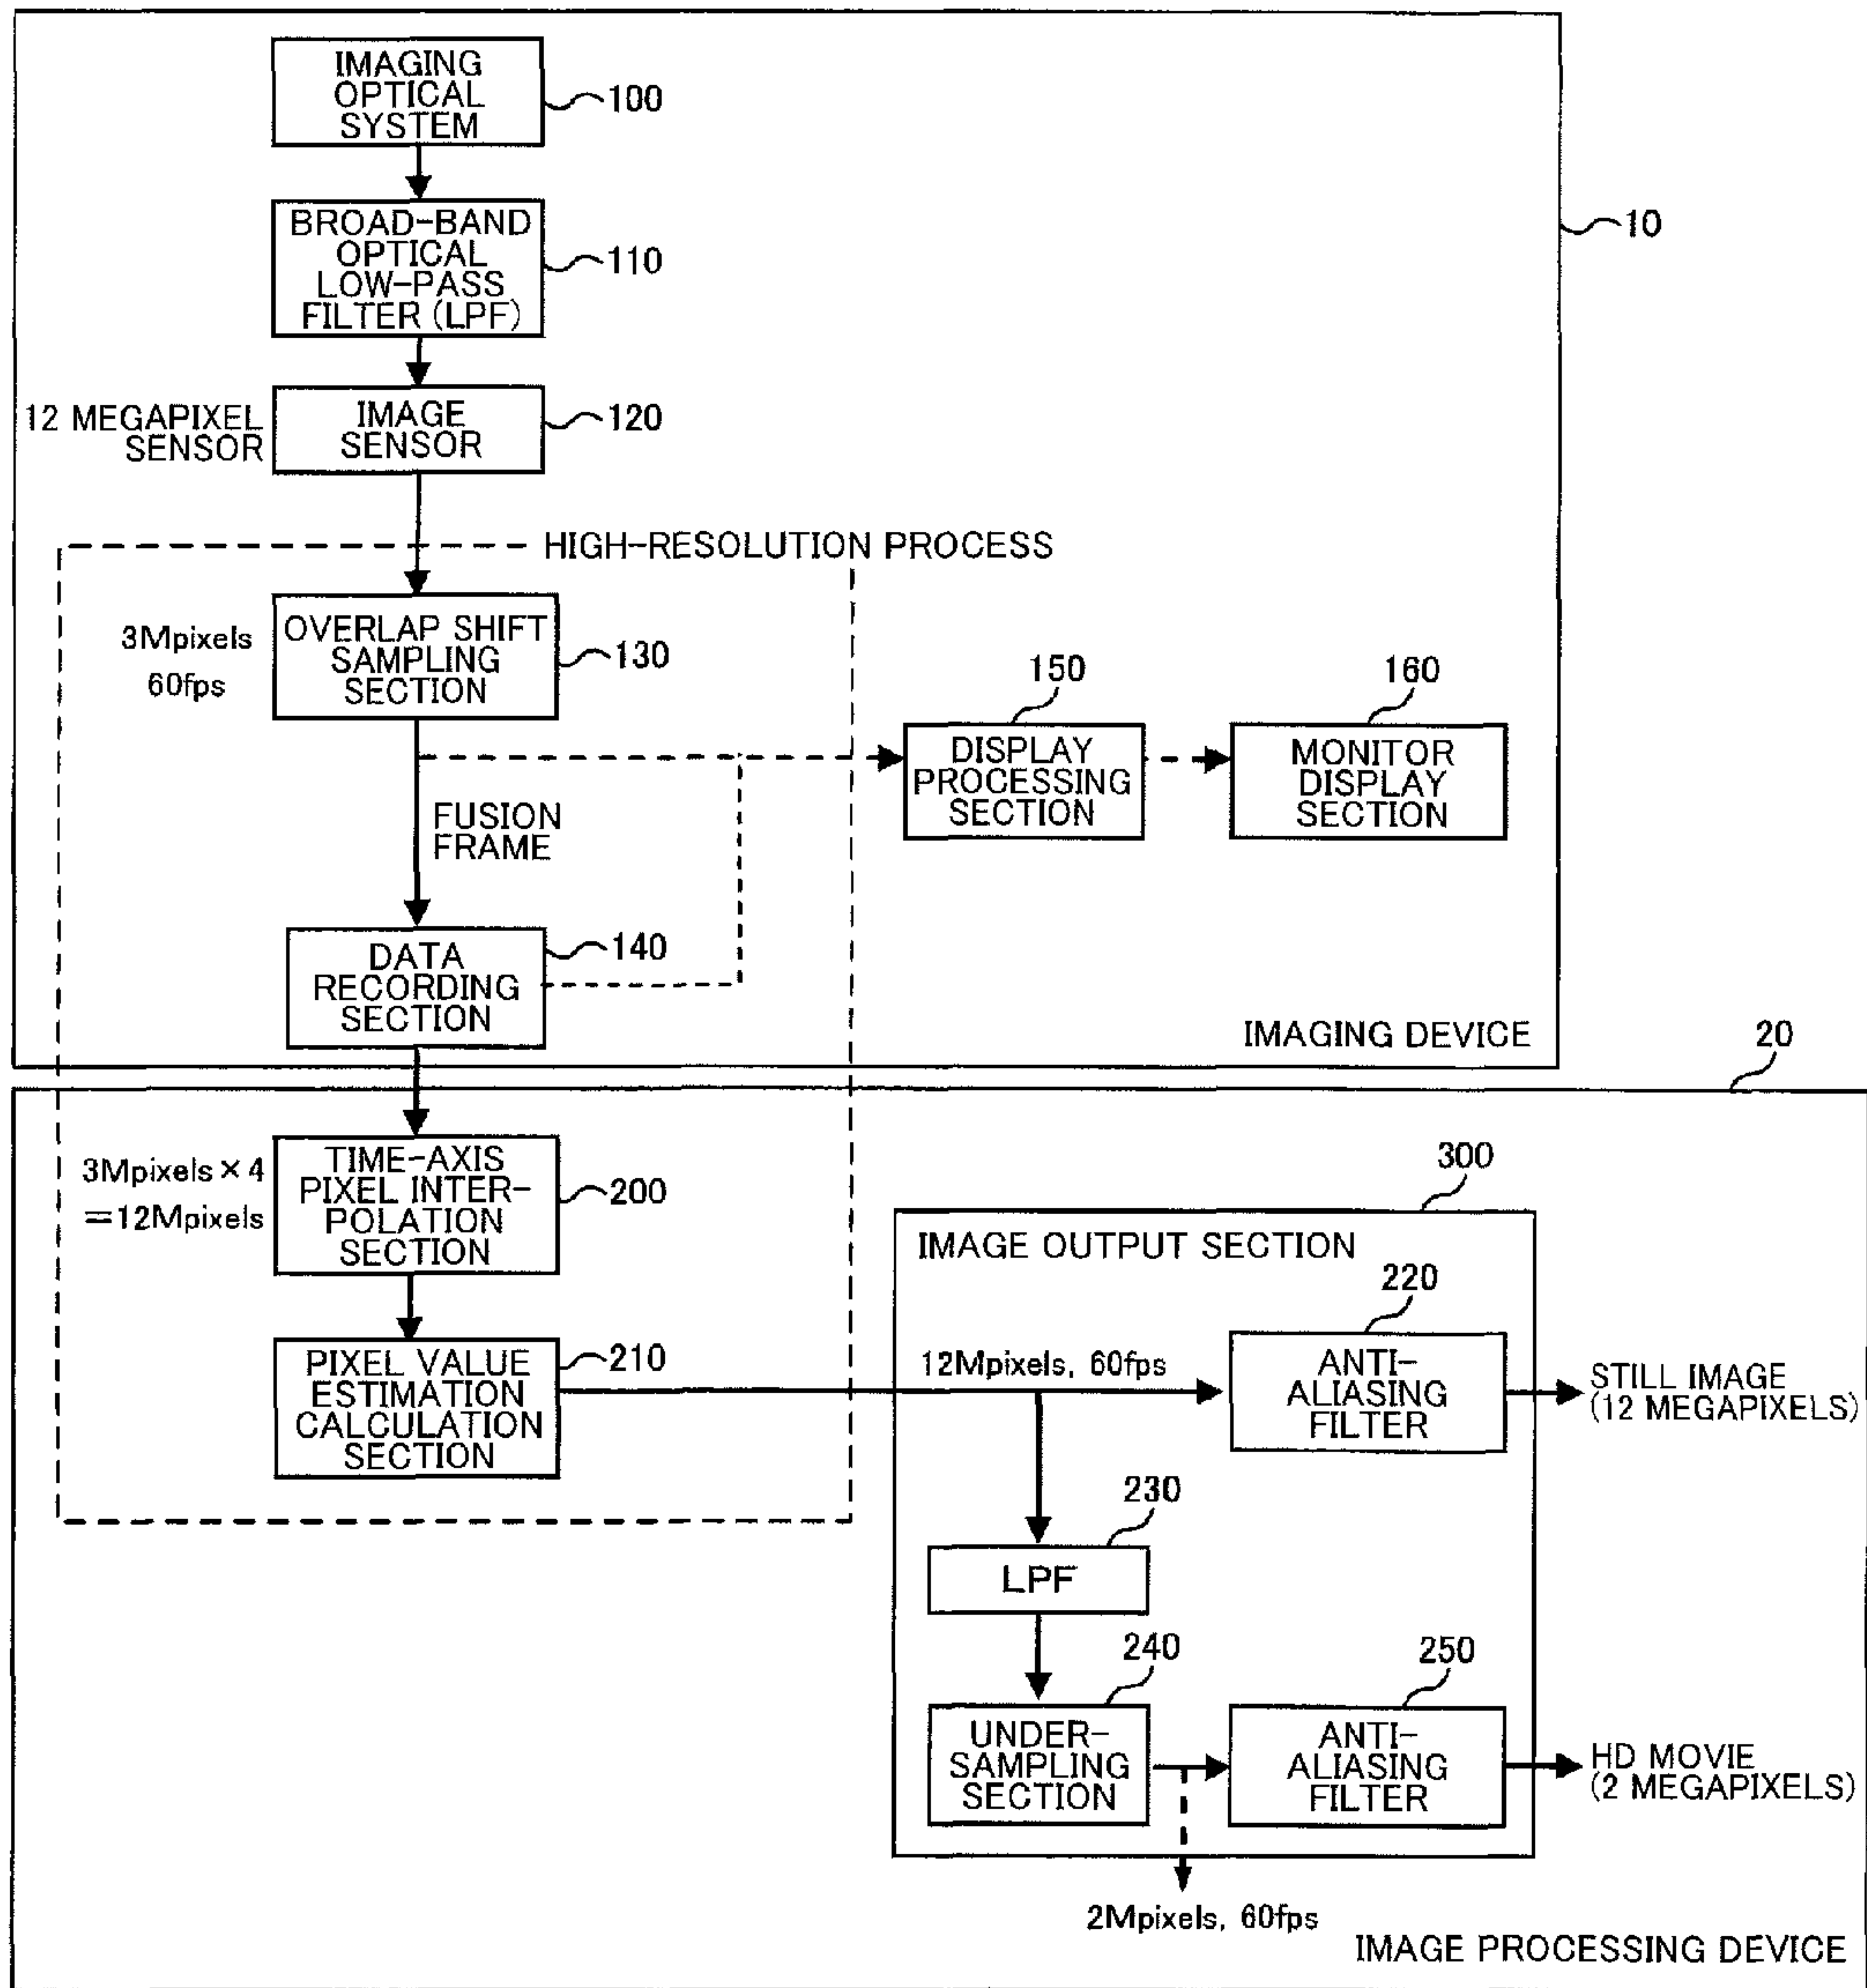 IMAGING
OPTICAL
SYSTEM
100
BROAD-BAND
OPTICAL
LOW-PASS
FILTER (LPF)
110
10
12 MEGAPIXEL
SENSOR
IMAGE
SENSOR
120
HIGH-RESOLUTION PROCESS
3Mpixels
60fps
OVERLAP SHIFT
SAMPLING
SECTION
130
150
DISPLAY
PROCESSING
SECTION
160
MONITOR
DISPLAY
SECTION
FUSION
FRAME
DATA
RECORDING
SECTION
140
IMAGING DEVICE
20
3Mpixels×4
=12Mpixels
TIME-AXIS
PIXEL INTER-
POLATION
SECTION
200
300
IMAGE OUTPUT SECTION
PIXEL VALUE
ESTIMATION
CALCULATION
SECTION
210
12Mpixels, 60fps
220
ANTI-
ALIASING
FILTER
STILL IMAGE
(12 MEGAPIXELS)
230
LPF
240
UNDER-
SAMPLING
SECTION
250
ANTI-
ALIASING
FILTER
HD MOVIE
(2 MEGAPIXELS)
2Mpixels, 60fps
IMAGE PROCESSING DEVICE